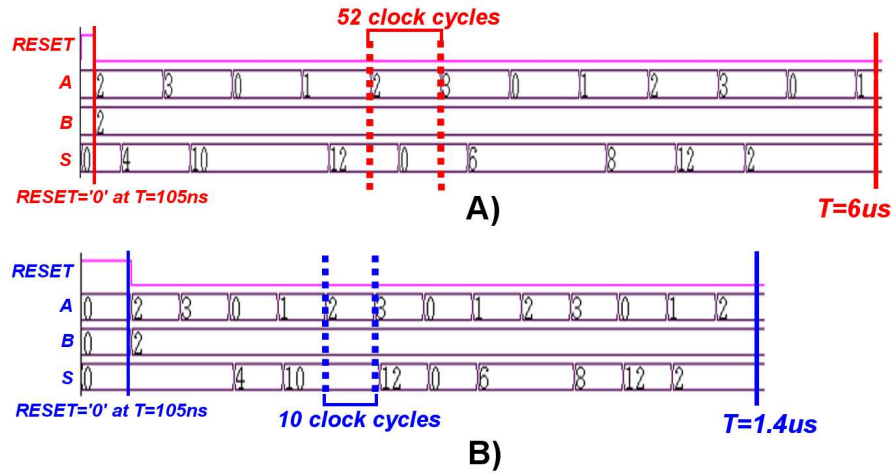 52 clock cycles
RESET
A 2 3 0 1 2 3 0 1 2 3 0 1
B 2
S 0 4 10 12 0 6 8 12 2
RESET='0' at T=105ns
A)
T=6us
RESET
A 0 2 3 0 1 2 3 0 1 2 3 0 1 2
B 0 2
S 0 4 10 12 0 6 8 12 2
RESET='0' at T=105ns
10 clock cycles
T=1.4us
B)